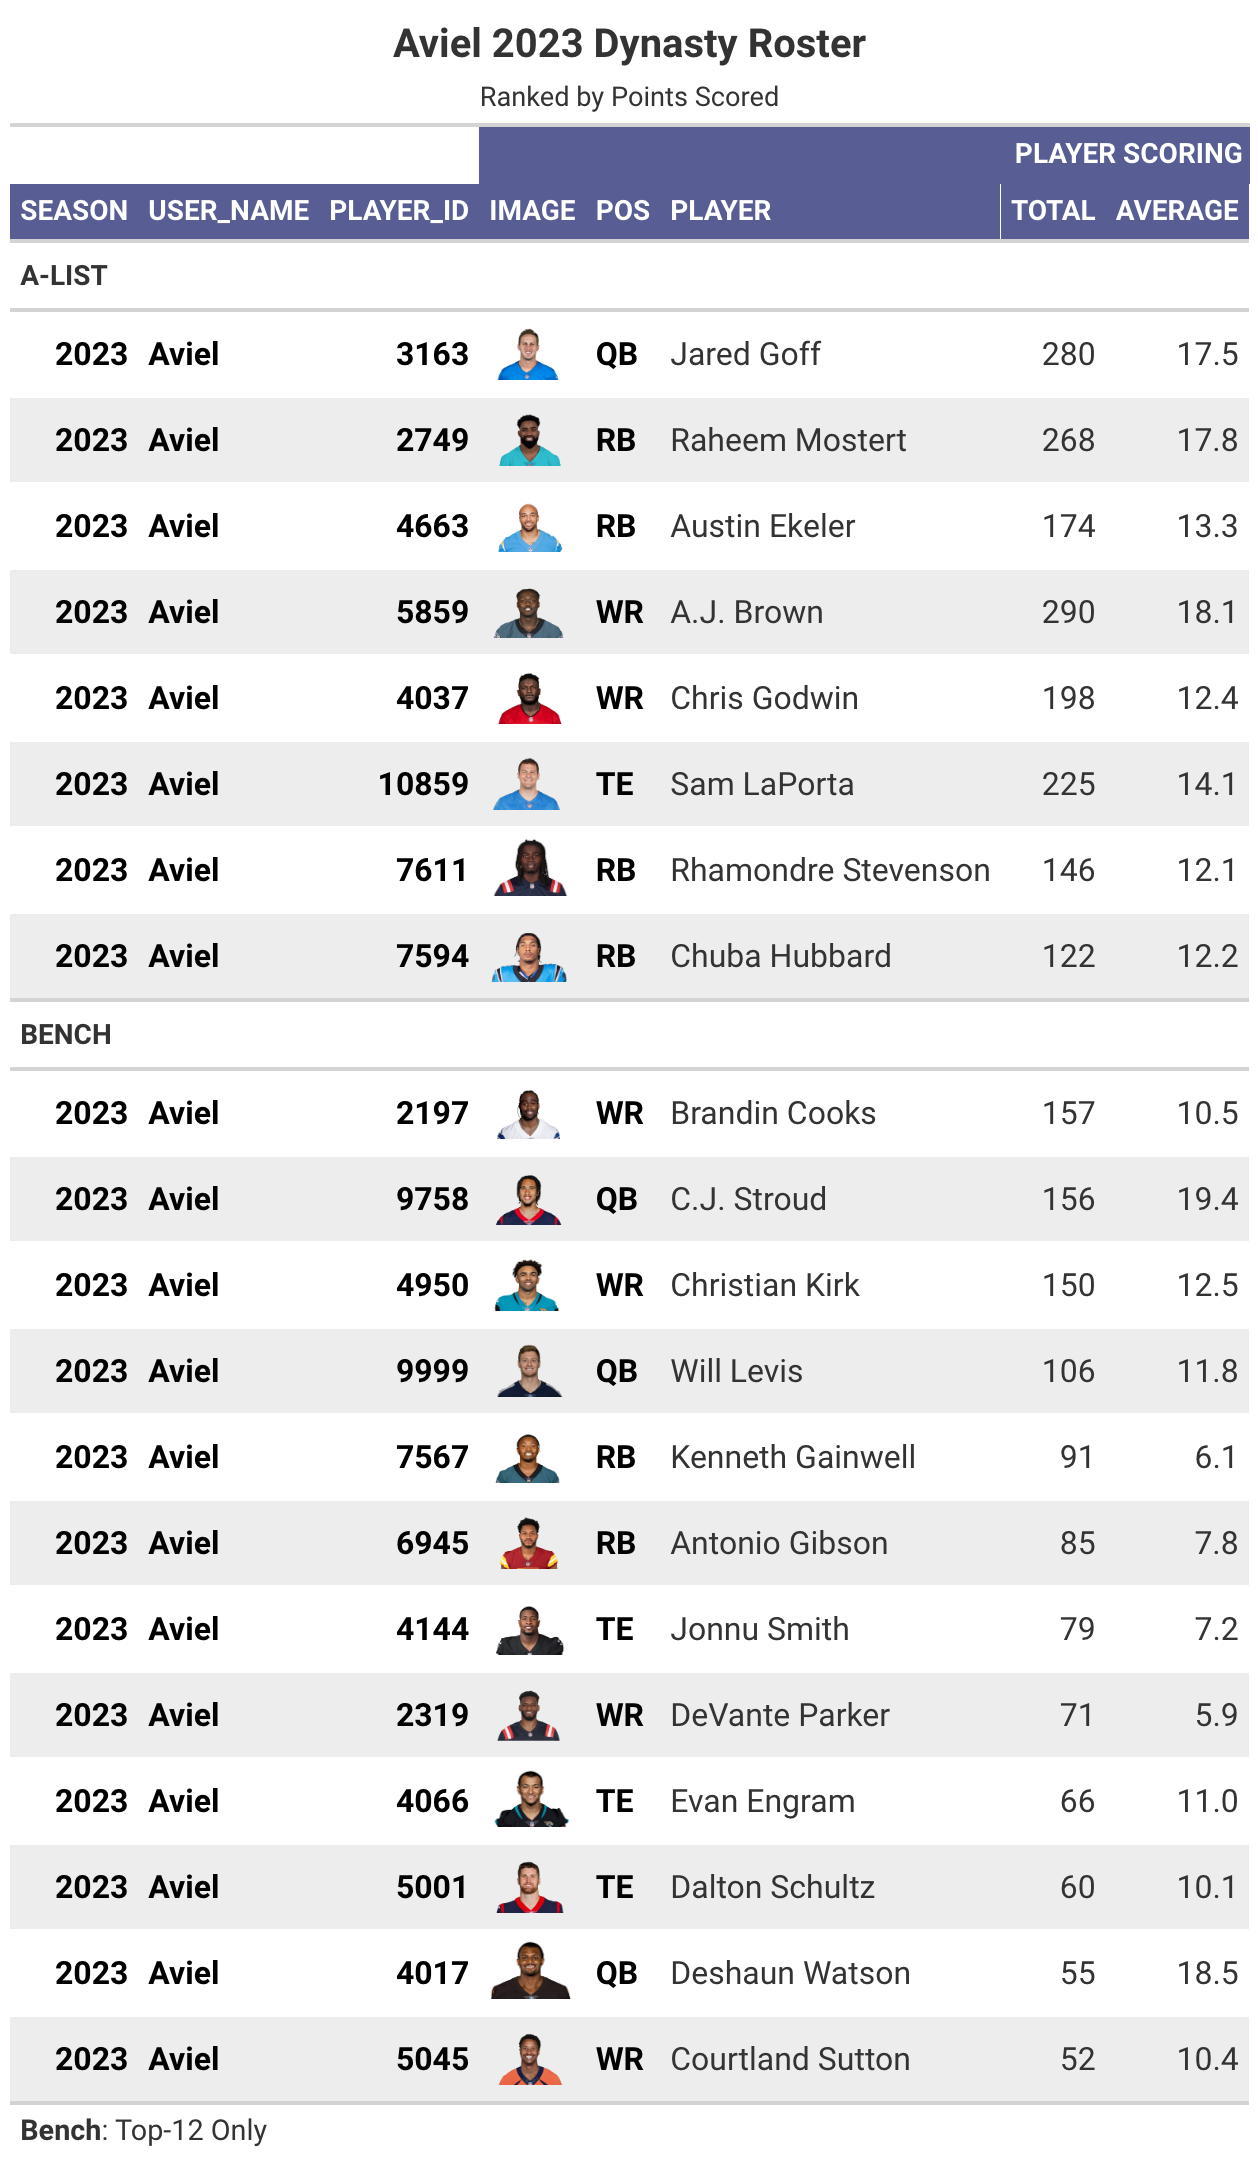 Aviel 2023 Dynasty Roster
Ranked by Points Scored
PLAYER SCORING
SEASON USER_NAME PLAYER_ID IMAGE POS PLAYER TOTAL AVERAGE
A-LIST
2023 Aviel 3163 QB Jared Goff 280 17.5
2023 Aviel 2749 RB Raheem Mostert 268 17.8
2023 Aviel 4663 RB Austin Ekeler 174 13.3
2023 Aviel 5859 WR A.J. Brown 290 18.1
2023 Aviel 4037 WR Chris Godwin 198 12.4
2023 Aviel 10859 TE Sam LaPorta 225 14.1
2023 Aviel 7611 RB Rhamondre Stevenson 146 12.1
2023 Aviel 7594 RB Chuba Hubbard 122 12.2
BENCH
2023 Aviel 2197 WR Brandin Cooks 157 10.5
2023 Aviel 9758 QB C.J. Stroud 156 19.4
2023 Aviel 4950 WR Christian Kirk 150 12.5
2023 Aviel 9999 QB Will Levis 106 11.8
2023 Aviel 7567 RB Kenneth Gainwell 91 6.1
2023 Aviel 6945 RB Antonio Gibson 85 7.8
2023 Aviel 4144 TE Jonnu Smith 79 7.2
2023 Aviel 2319 WR DeVante Parker 71 5.9
2023 Aviel 4066 TE Evan Engram 66 11.0
2023 Aviel 5001 TE Dalton Schultz 60 10.1
2023 Aviel 4017 QB Deshaun Watson 55 18.5
2023 Aviel 5045 WR Courtland Sutton 52 10.4
Bench: Top-12 Only